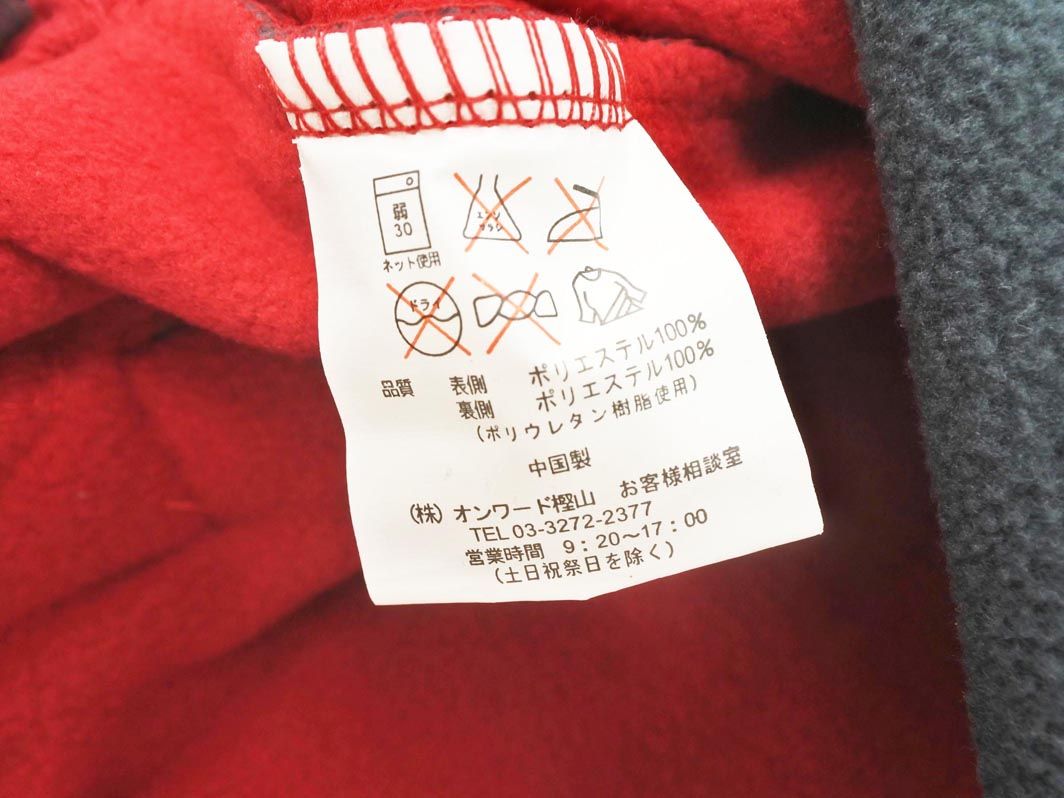 弱
30
ネット使用
エンソ
サラシ
ドライ
品質 表側 ポリエステル100%
裏側 ポリエステル100%
(ポリウレタン樹脂使用)
中国製
(株)オンワード樫山 お客様相談室
TEL 03-3272-2377
営業時間 9:20〜17:00
(土日祝祭日を除く)